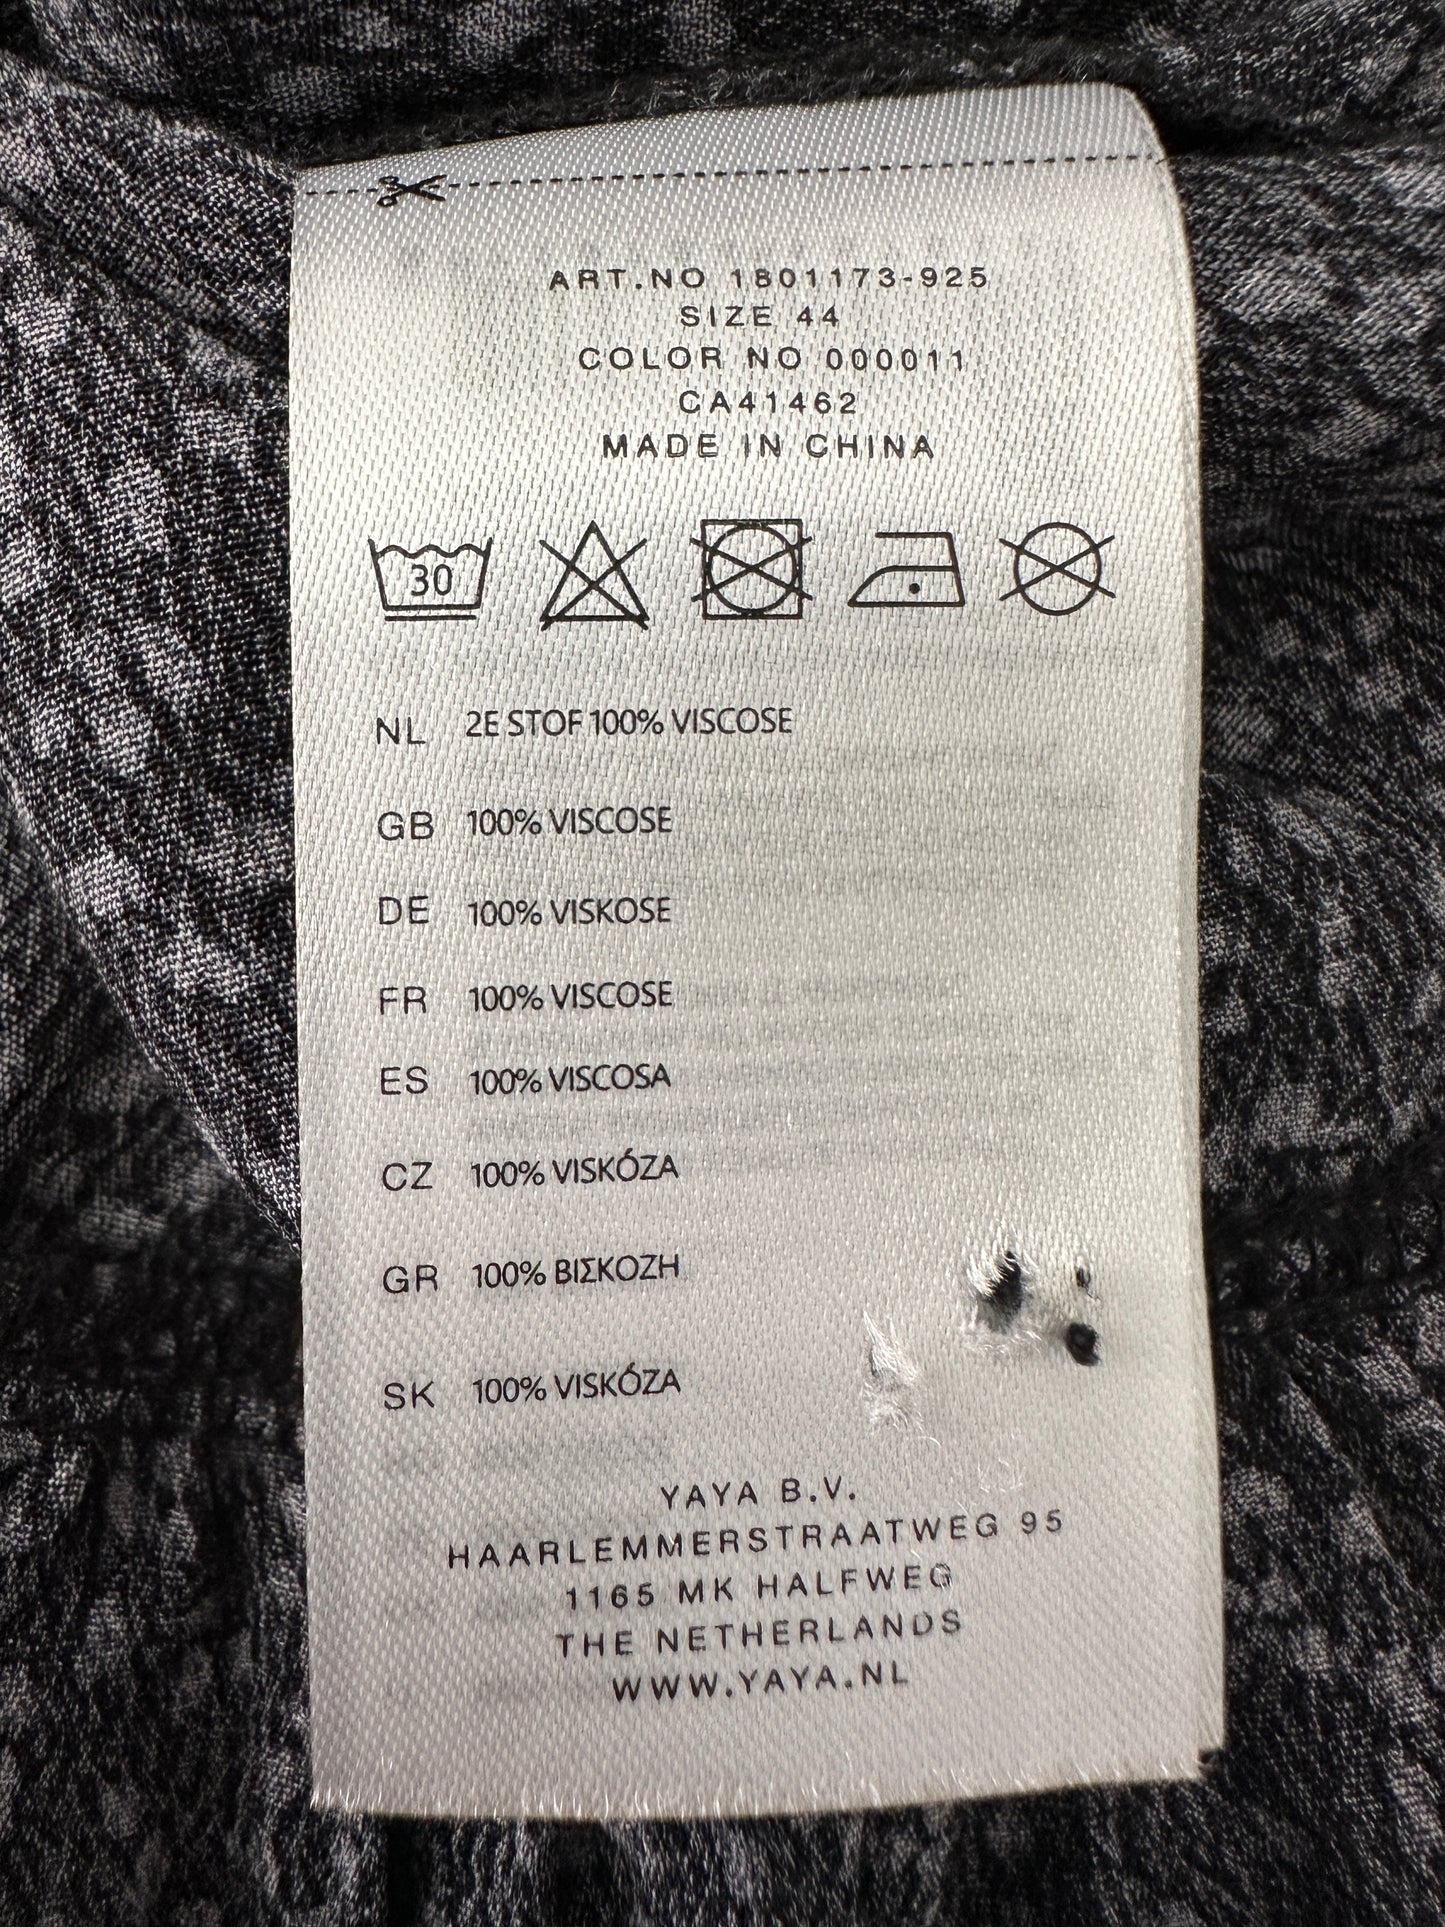 ART.NO 1801173-925
SIZE 44
COLOR NO 000011
CA41462
MADE IN CHINA
30
NL 2E STOF 100% VISCOSE
GB 100% VISCOSE
DE 100% VISKOSE
FR 100% VISCOSE
ES 100% VISCOSA
CZ 100% VISKÓZA
GR 100% ΒΙΣΚΟΖΗ
SK 100% VISKÓZA
YAYA B.V.
HAARLEMMERSTRAATWEG 95
1165 MK HALFWEG
THE NETHERLANDS
WWW.YAYA.NL